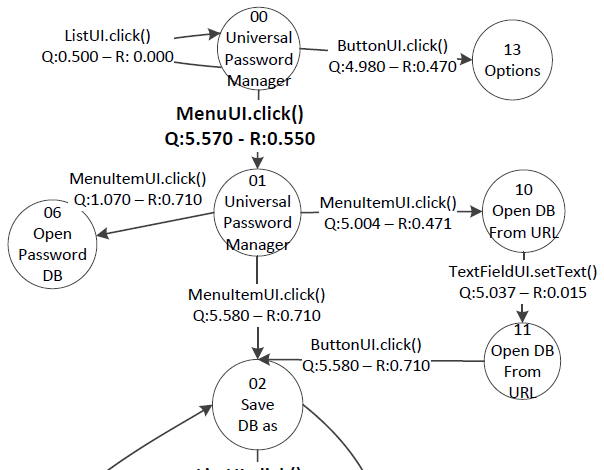 00
Universal
Password
Manager
ListUI.click()
Q:0.500 – R: 0.000
ButtonUI.click()
Q:4.980 – R:0.470
13
Options
MenuUI.click()
Q:5.570 - R:0.550
01
Universal
Password
Manager
MenuItemUI.click()
Q:1.070 – R:0.710
06
Open
Password
DB
MenuItemUI.click()
Q:5.004 – R:0.471
10
Open DB
From URL
TextFieldUI.setText()
Q:5.037 – R:0.015
MenuItemUI.click()
Q:5.580 – R:0.710
11
Open DB
From
URL
ButtonUI.click()
Q:5.580 – R:0.710
02
Save
DB as